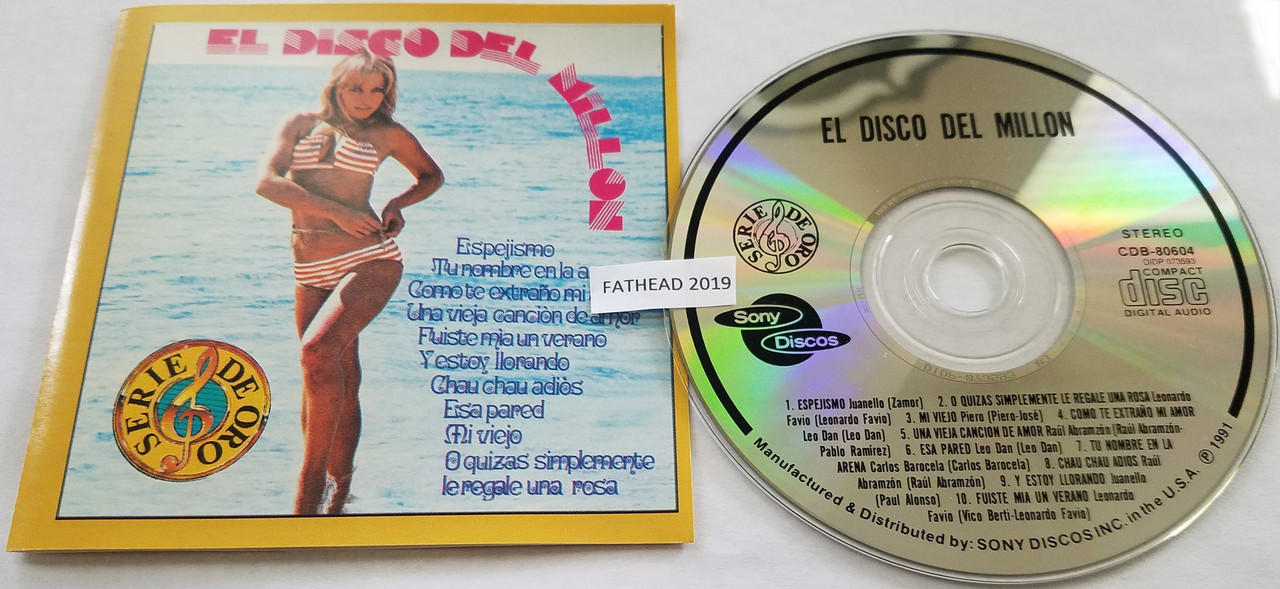 EL DISCO DEL MILLON
Espejismo
Tu nombre en la a
Como te extraño mi
Una vieja canciòn de amor
Fuiste mia un verano
Y estoy llorando
Chau chau adiòs
Esa pared
Mi viejo
O quizas simplemente
le regale una rosa
SERIE DE ORO
FATHEAD 2019
EL DISCO DEL MILLON
SERIE DE ORO
Sony
Discos
STEREO
CDB-80604
DIDP 073593
COMPACT
disc
DIGITAL AUDIO
1. ESPEJISMO Juanello (Zamor) 2. O QUIZAS SIMPLEMENTE LE REGALE UNA ROSA Leonardo
Favio (Leonardo Favio) 3. MI VIEJO Piero (Piero-José) 4. COMO TE EXTRAÑO MI AMOR
Leo Dan (Leo Dan) 5. UNA VIEJA CANCION DE AMOR Raúl Abramzón (Raúl Abramzón-
Pablo Ramírez) 6. ESA PARED Leo Dan (Leo Dan) 7. TU NOMBRE EN LA
ARENA Carlos Barocela (Carlos Barocela) 8. CHAU CHAU ADIOS Raúl
Abramzón (Raúl Abramzón) 9. Y ESTOY LLORANDO Juanello
(Paul Alonso) 10. FUISTE MIA UN VERANO Leonardo
Favio (Vico Berti-Leonardo Favio)
Manufactured & Distributed by: SONY DISCOS INC. in the U.S.A. ℗ 1991